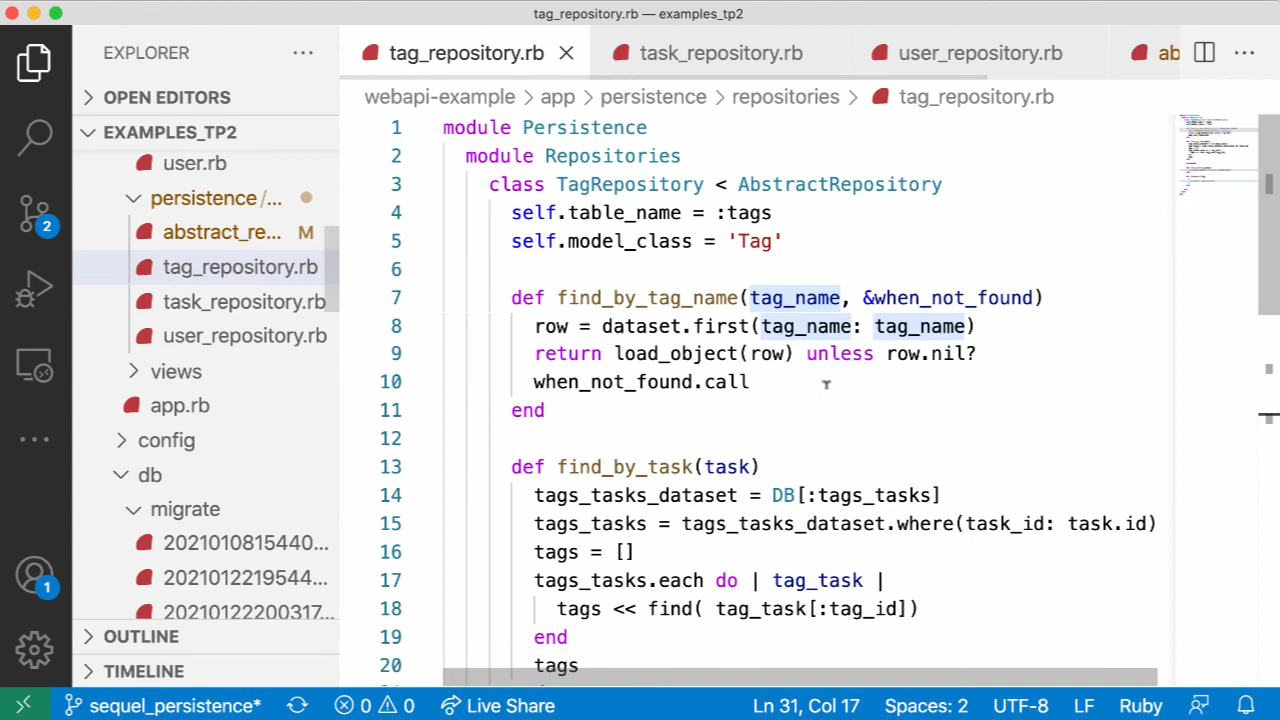 tag_repository.rb — examples_tp2
EXPLORER
tag_repository.rb
task_repository.rb
user_repository.rb
ab
webapi-example > app > persistence > repositories > tag_repository.rb
OPEN EDITORS
EXAMPLES_TP2
user.rb
persistence/...
abstract_re... M
tag_repository.rb
task_repository.rb
user_repository.rb
views
app.rb
config
db
migrate
2021010815440...
2021012219544...
20210122200317...
OUTLINE
TIMELINE
2
1
1 module Persistence
2 module Repositories
3 class TagRepository < AbstractRepository
4 self.table_name = :tags
5 self.model_class = 'Tag'
6
7 def find_by_tag_name(tag_name, &when_not_found)
8 row = dataset.first(tag_name: tag_name)
9 return load_object(row) unless row.nil?
10 when_not_found.call
11 end
12
13 def find_by_task(task)
14 tags_tasks_dataset = DB[:tags_tasks]
15 tags_tasks = tags_tasks_dataset.where(task_id: task.id)
16 tags = []
17 tags_tasks.each do | tag_task |
18 tags << find( tag_task[:tag_id])
19 end
20 tags
sequel_persistence* 0 0 Live Share Ln 31, Col 17 Spaces: 2 UTF-8 LF Ruby